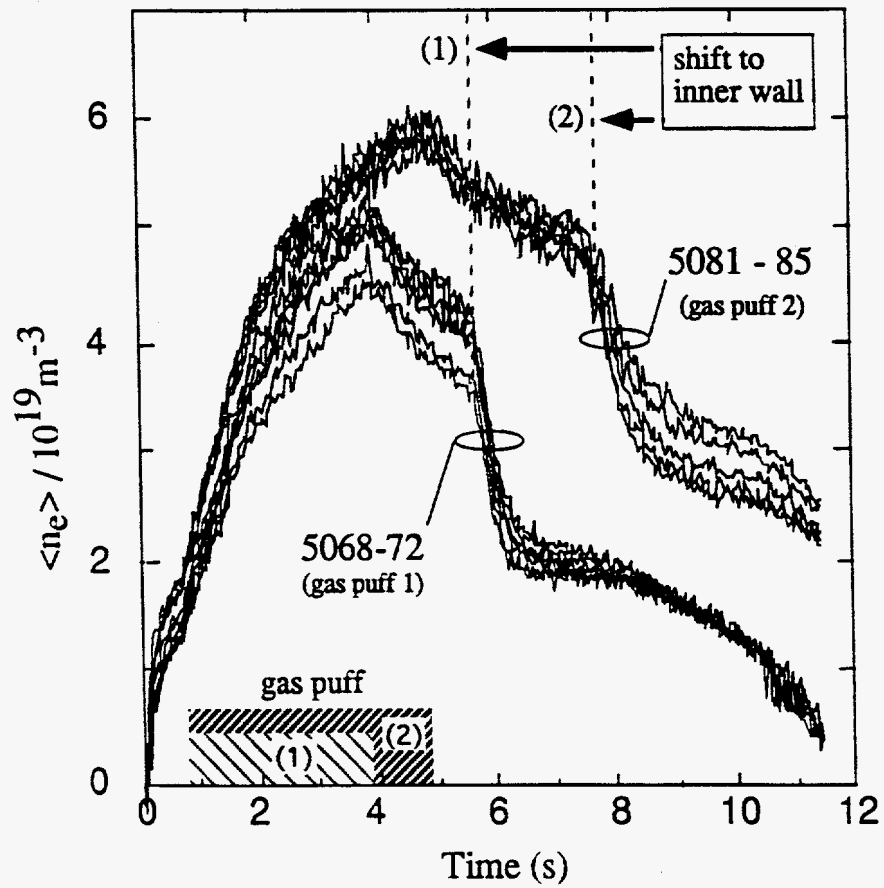 (1)
shift to
inner wall
(2)
6
5081 - 85
(gas puff 2)
4
<ne> / 10^19 m^-3
5068-72
(gas puff 1)
2
gas puff
(1)
(2)
0
0 2 4 6 8 10 12
Time (s)